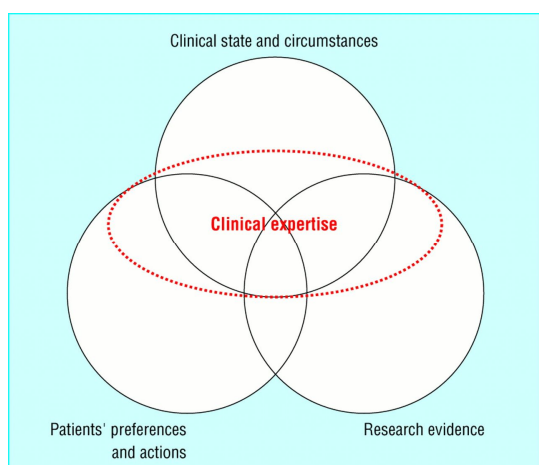 Clinical state and circumstances
Clinical expertise
Patients' preferences
and actions
Research evidence